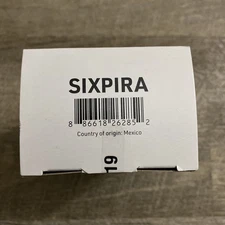 SIXPIRA
8 86618 26285 2
Country of origin: Mexico
19